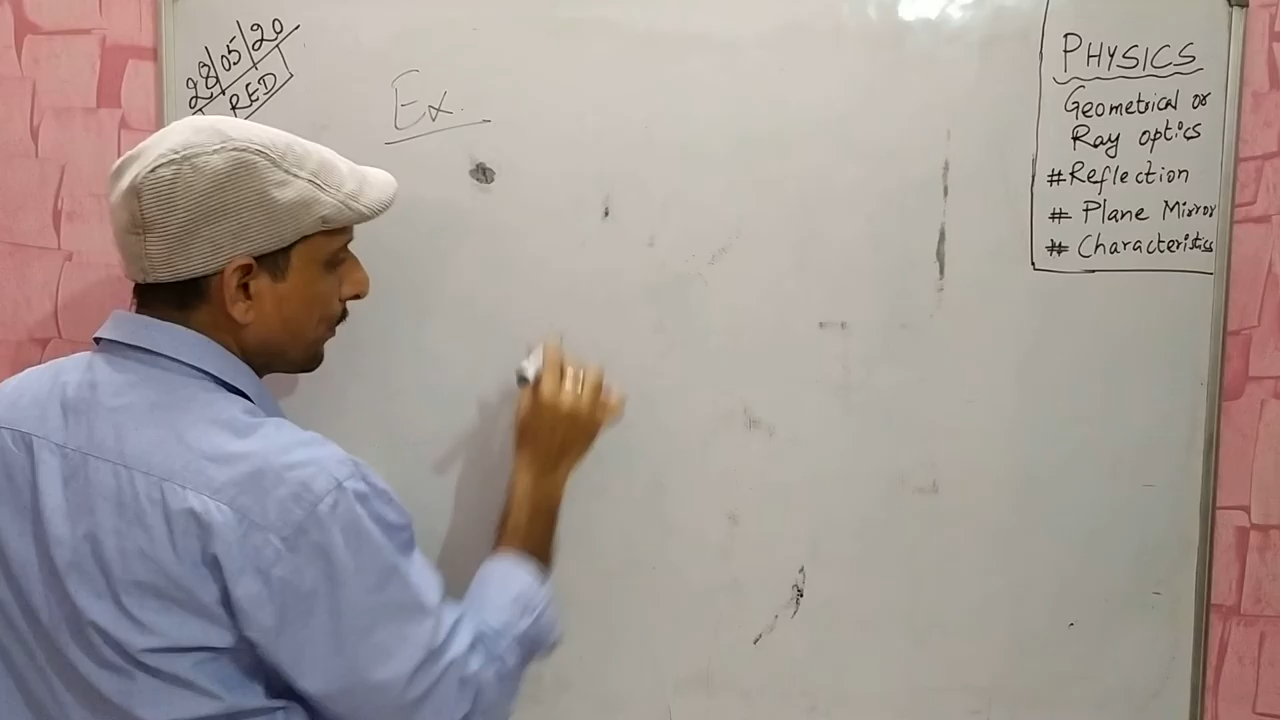 28/05/20
RED
Ex.
PHYSICS
Geometrical or
Ray optics
#Reflection
# Plane Mirror
# Characteristics